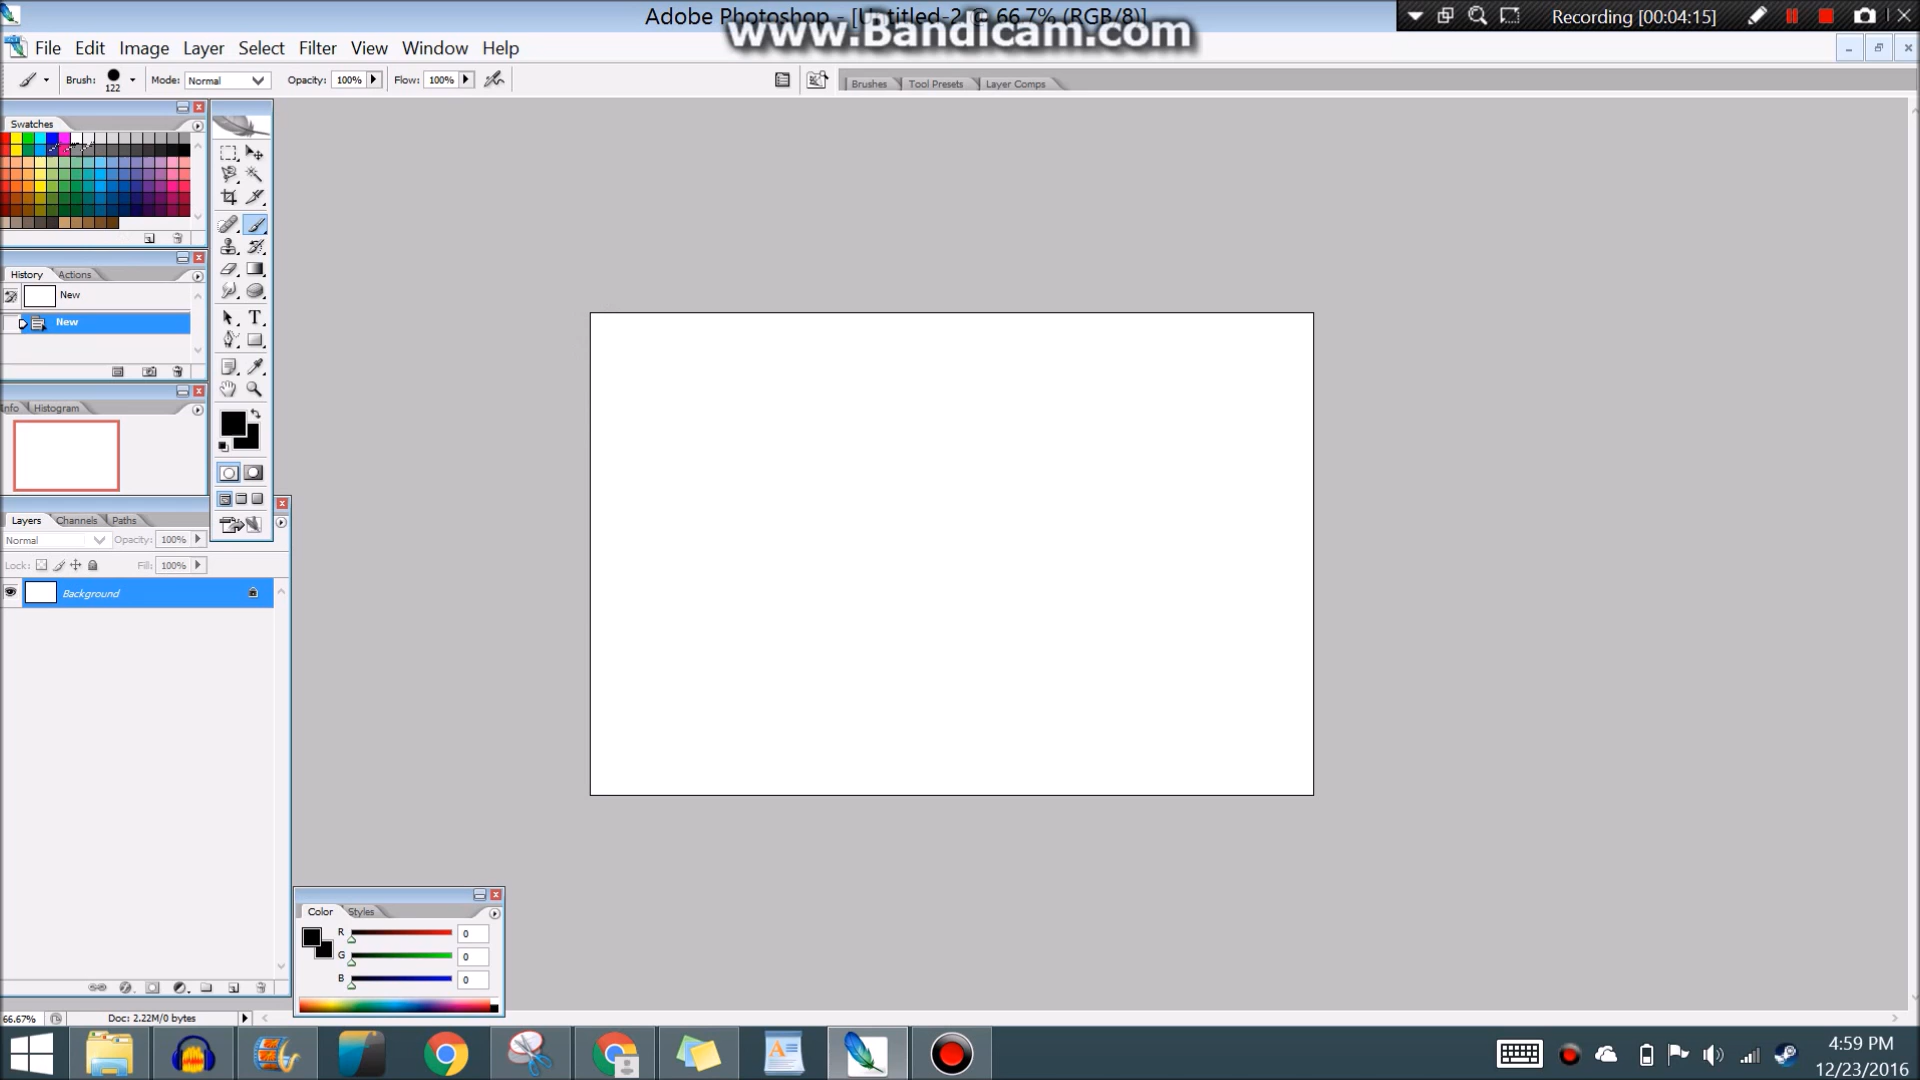 Adobe Photoshop - [Untitled-2 @ 66.7% (RGB/8)]
www.Bandicam.com
Recording [00:04:15]
File Edit Image Layer Select Filter View Window Help
Brush: 122 Mode: Normal Opacity: 100% Flow: 100%
Brushes Tool Presets Layer Comps
Swatches
History Actions
New
New
Histogram
Layers Channels Paths
Normal Opacity: 100%
Lock: Fill: 100%
Background
Color Styles
R 0
G 0
B 0
66.67% Doc: 2.22M/0 bytes
4:59 PM
12/23/2016